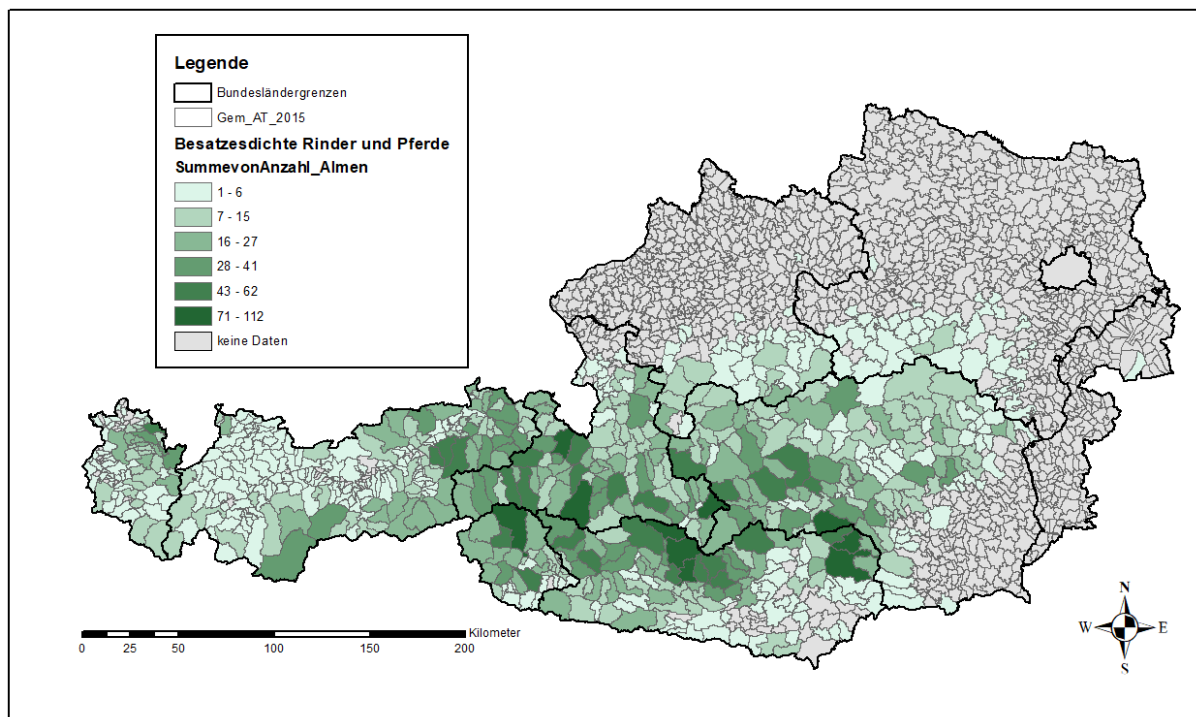 Legende
Bundesländergrenzen
Gem_AT_2015
Besatzesdichte Rinder und Pferde
SummevonAnzahl_Almen
1 - 6
7 - 15
16 - 27
28 - 41
43 - 62
71 - 112
keine Daten
Kilometer
0 25 50 100 150 200
N
W E
S